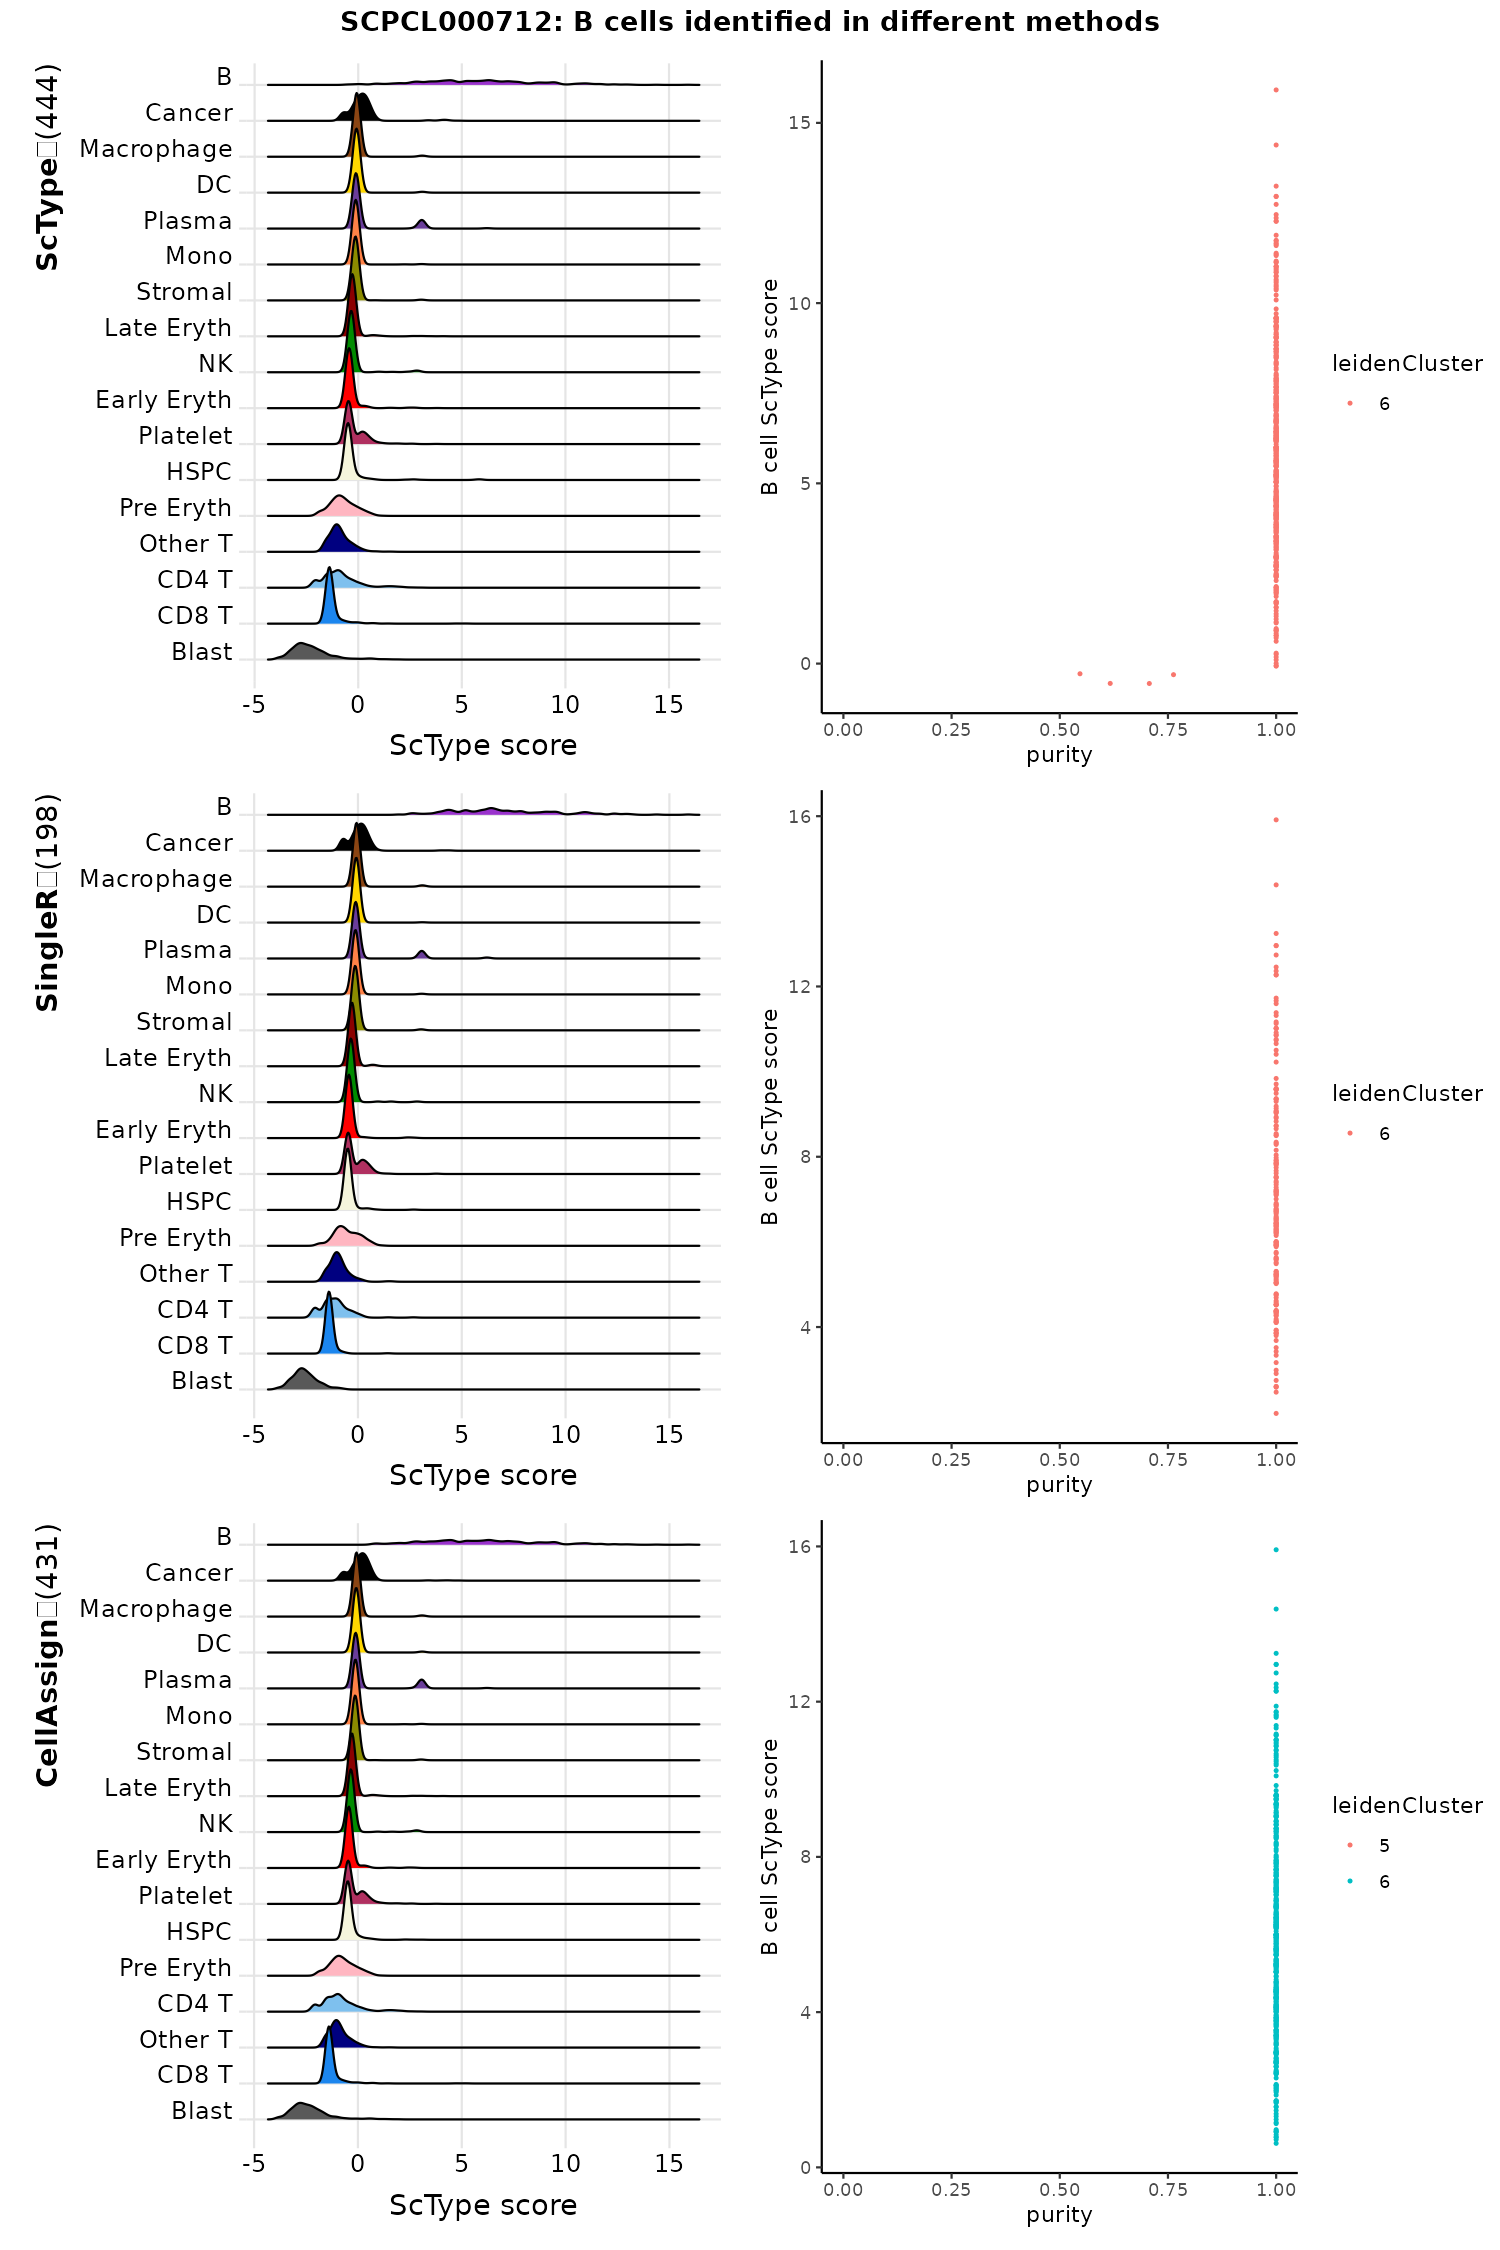 SCPCL000712: B cells identified in different methods
ScType□(444)
B
Cancer
Macrophage
DC
Plasma
Mono
Stromal
Late Eryth
NK
Early Eryth
Platelet
HSPC
Pre Eryth
Other T
CD4 T
CD8 T
Blast
-5 0 5 10 15
ScType score
B cell ScType score
15
10
5
0
0.00 0.25 0.50 0.75 1.00
purity
leidenCluster
6
SingleR□(198)
B
Cancer
Macrophage
DC
Plasma
Mono
Stromal
Late Eryth
NK
Early Eryth
Platelet
HSPC
Pre Eryth
Other T
CD4 T
CD8 T
Blast
-5 0 5 10 15
ScType score
B cell ScType score
16
12
8
4
0.00 0.25 0.50 0.75 1.00
purity
leidenCluster
6
CellAssign□(431)
B
Cancer
Macrophage
DC
Plasma
Mono
Stromal
Late Eryth
NK
Early Eryth
Platelet
HSPC
Pre Eryth
CD4 T
Other T
CD8 T
Blast
-5 0 5 10 15
ScType score
B cell ScType score
16
12
8
4
0
0.00 0.25 0.50 0.75 1.00
purity
leidenCluster
5
6